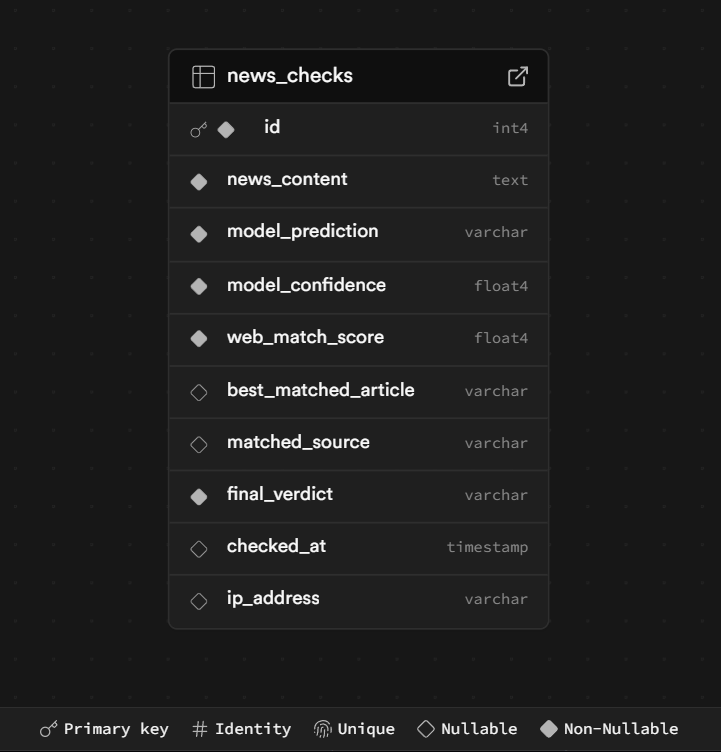 news_checks
id int4
news_content text
model_prediction varchar
model_confidence float4
web_match_score float4
best_matched_article varchar
matched_source varchar
final_verdict varchar
checked_at timestamp
ip_address varchar
Primary key # Identity Unique Nullable Non-Nullable